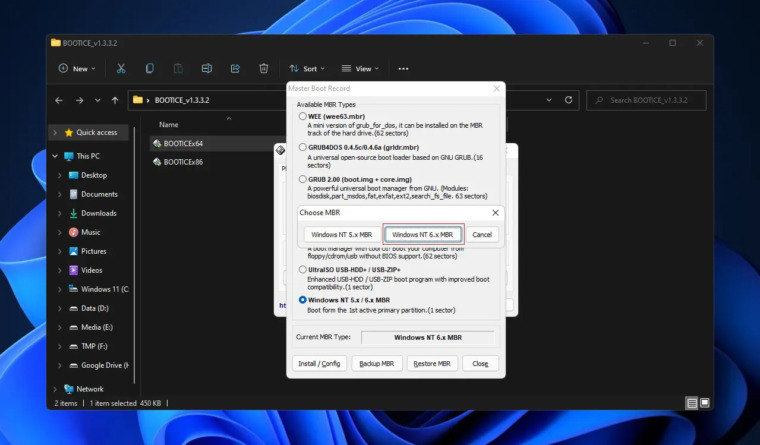 BOOTICE_v1.3.3.2
New
Sort
View
BOOTICE_v1.3.3.2
Search BOOTICE_v1.3.3.2
Quick access
This PC
Desktop
Documents
Downloads
Music
Pictures
Videos
Windows 11 (C
Data (D:)
Media (E:)
TMP (F:)
Google Drive (H
Network
Name
BOOTICEx64
BOOTICEx86
2 items
1 item selected 450 KB
Master Boot Record
Available MBR Types
WEE (wee63.mbr)
A mini version of grub_for_dos, it can be installed on the MBR
track of the hard drive.(62 sectors)
GRUB4DOS 0.4.5c/0.4.6a (grldr.mbr)
A universal open-source boot loader based on GNU GRUB.(16
sectors)
GRUB 2.00 (boot.img + core.img)
A powerful universal boot manager from GNU. (Modules:
biosdisk,part_msdos,fat,exfat,ext2,search_fs_file. 63 sectors)
Choose MBR
Windows NT 5.x MBR
Windows NT 6.x MBR
Cancel
A boot manager with cool UI! Boot your computer from
floppy/cdrom/usb without BIOS support.(62 sectors)
UltraISO USB-HDD+ / USB-ZIP+
Enhanced USB-HDD / USB-ZIP boot program with improved boot
compatibility.(1 sector)
Windows NT 5.x / 6.x MBR
Boot form the 1st active primary partition.(1 sector)
Current MBR Type:
Windows NT 6.x MBR
Install / Config
Backup MBR
Restore MBR
Close
ht